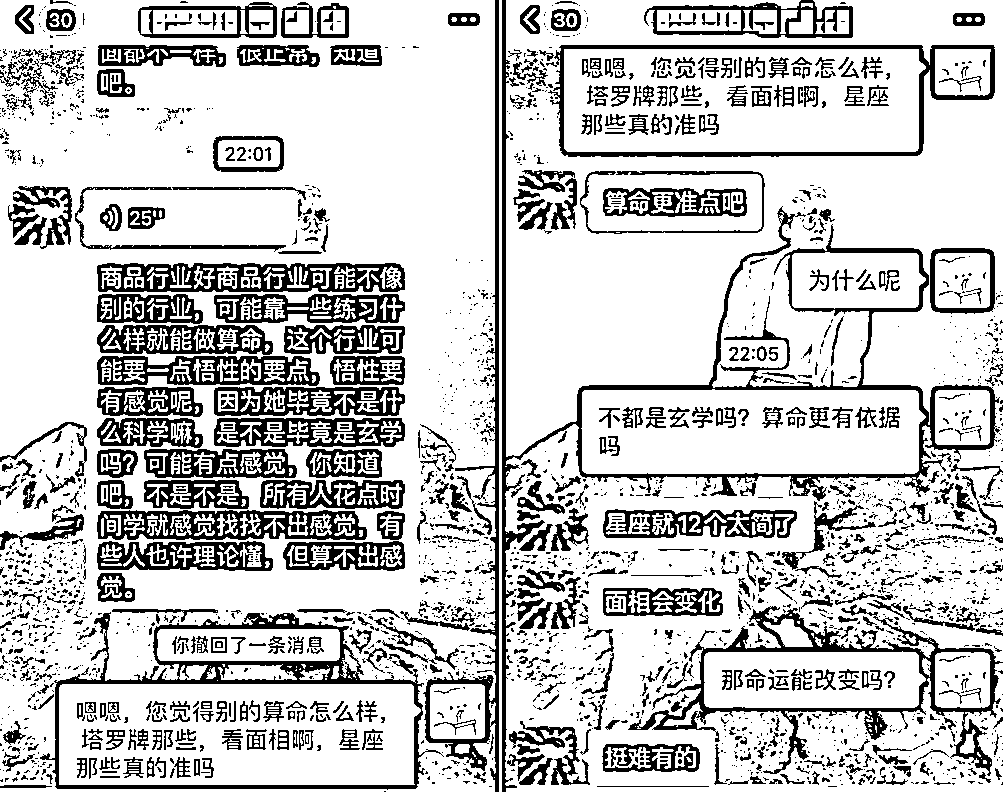 30
面都不一样，很正常，知道
吧。
22:01
25"
商品行业好商品行业可能不像
别的行业，可能靠一些练习什
么样就能做算命，这个行业可
能要一点悟性的要点，悟性要
有感觉呢，因为她毕竟不是什
么科学嘛，是不是毕竟是玄学
吗？可能有点感觉，你知道
吧，不是不是，所有人花点时
间学就感觉找找不出感觉，有
些人也许理论懂，但算不出感
觉。
你撤回了一条消息
嗯嗯，您觉得别的算命怎么样，
塔罗牌那些，看面相啊，星座
那些真的准吗
30
嗯嗯，您觉得别的算命怎么样，
塔罗牌那些，看面相啊，星座
那些真的准吗
算命更准点吧
为什么呢
22:05
不都是玄学吗？算命更有依据
吗
星座就12个太简了
面相会变化
那命运能改变吗？
挺难有的